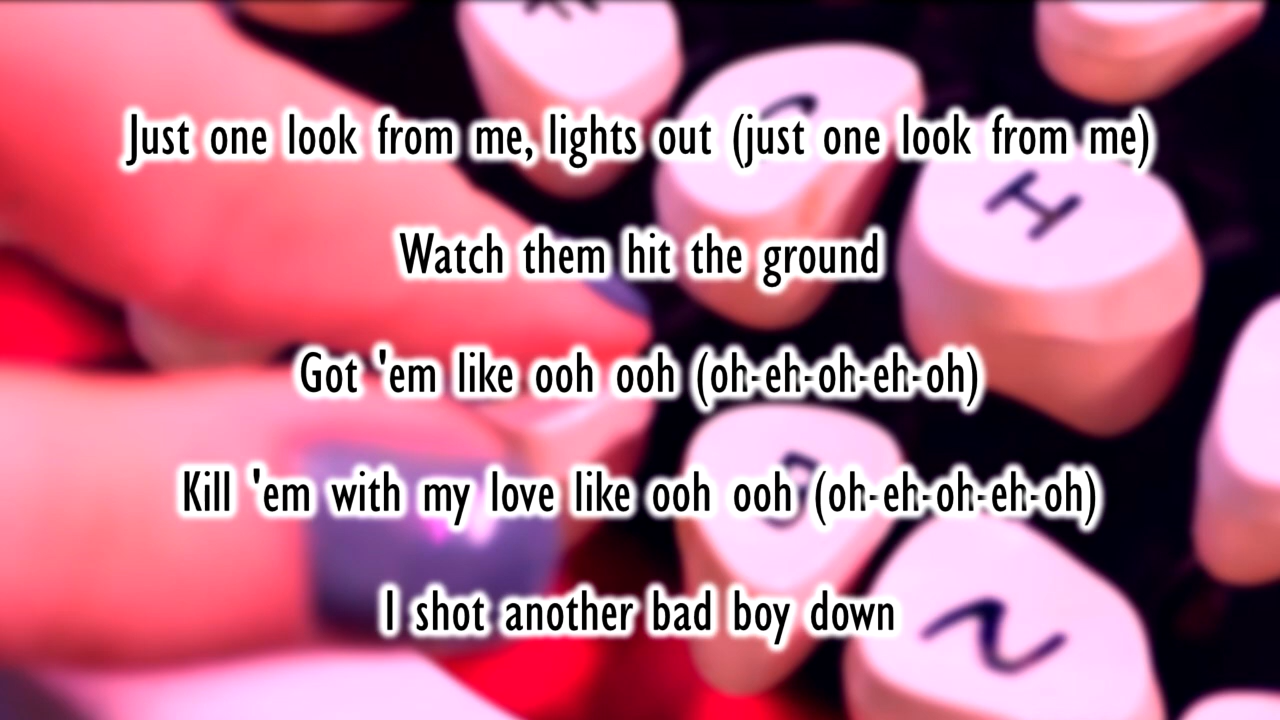 Just one look from me, lights out (just one look from me)
Watch them hit the ground
Got 'em like ooh ooh (oh-eh-oh-eh-oh)
Kill 'em with my love like ooh ooh (oh-eh-oh-eh-oh)
I shot another bad boy down
H
N